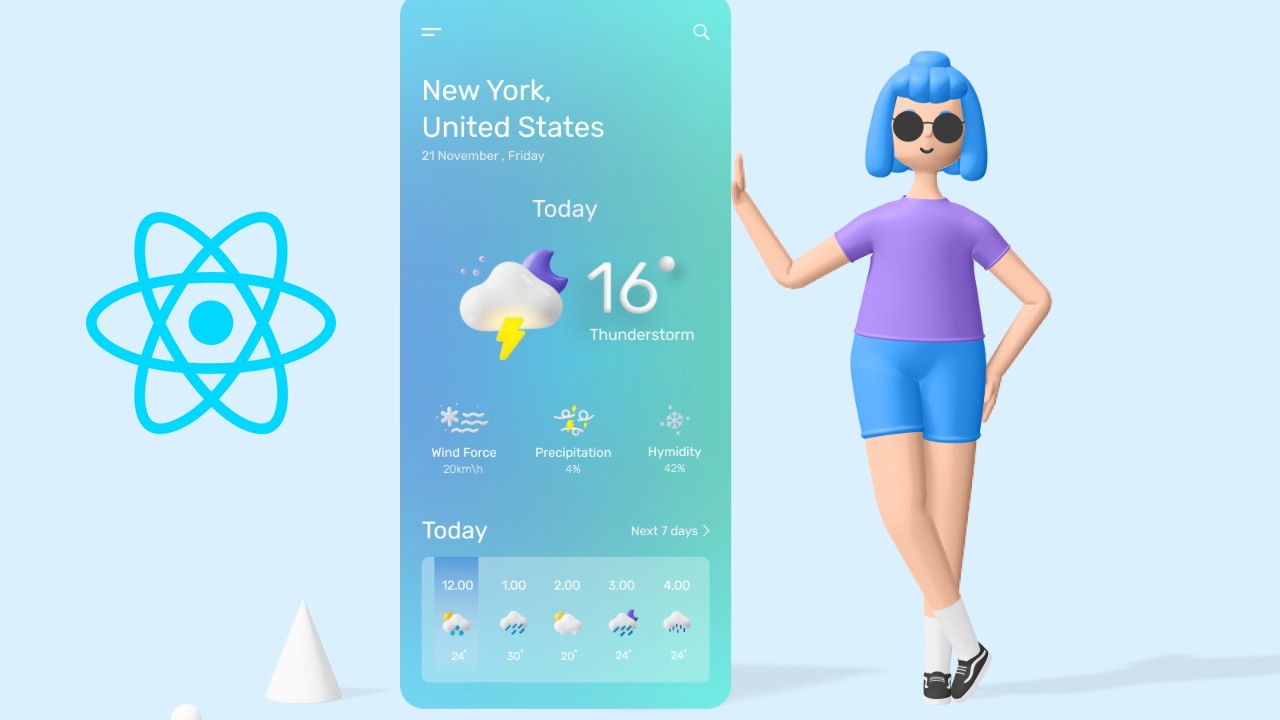 New York,
United States
21 November , Friday
Today
16°
Thunderstorm
Wind Force Precipitation Hymidity
20km\h 4% 42%
Today Next 7 days >
12.00 1.00 2.00 3.00 4.00
24° 30° 20° 24° 24°